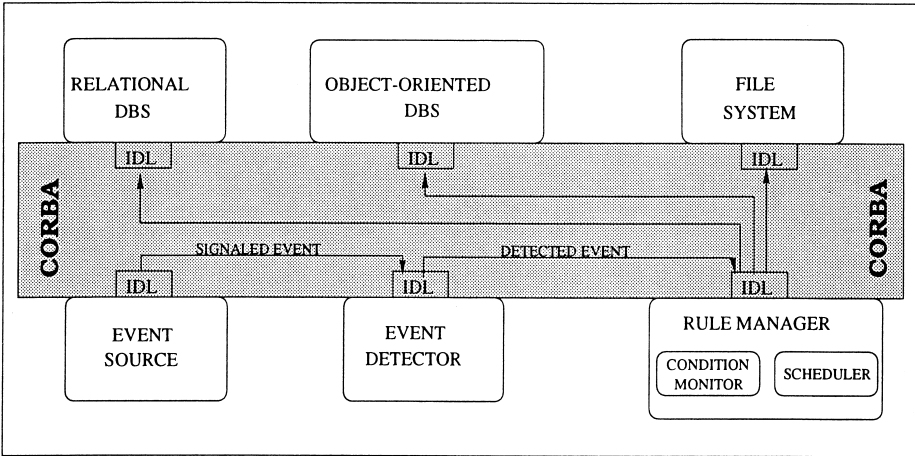 RELATIONAL
DBS
OBJECT-ORIENTED
DBS
FILE
SYSTEM
IDL
IDL
IDL
CORBA
CORBA
SIGNALED EVENT
DETECTED EVENT
IDL
IDL
IDL
EVENT
SOURCE
EVENT
DETECTOR
RULE MANAGER
CONDITION
MONITOR
SCHEDULER